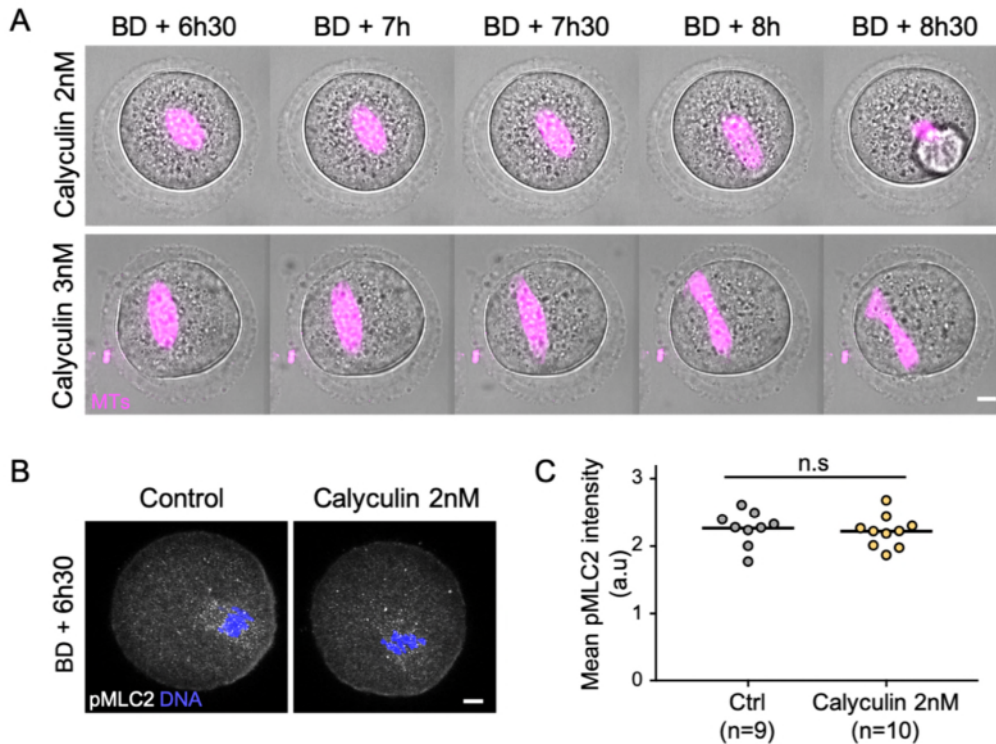 A
BD + 6h30 BD + 7h BD + 7h30 BD + 8h BD + 8h30
Calyculin 2nM
Calyculin 3nM
MTs
B
Control Calyculin 2nM
BD + 6h30
pMLC2 DNA
C
n.s
Mean pMLC2 intensity
(a.u)
3
2
1
0
Ctrl Calyculin 2nM
(n=9) (n=10)